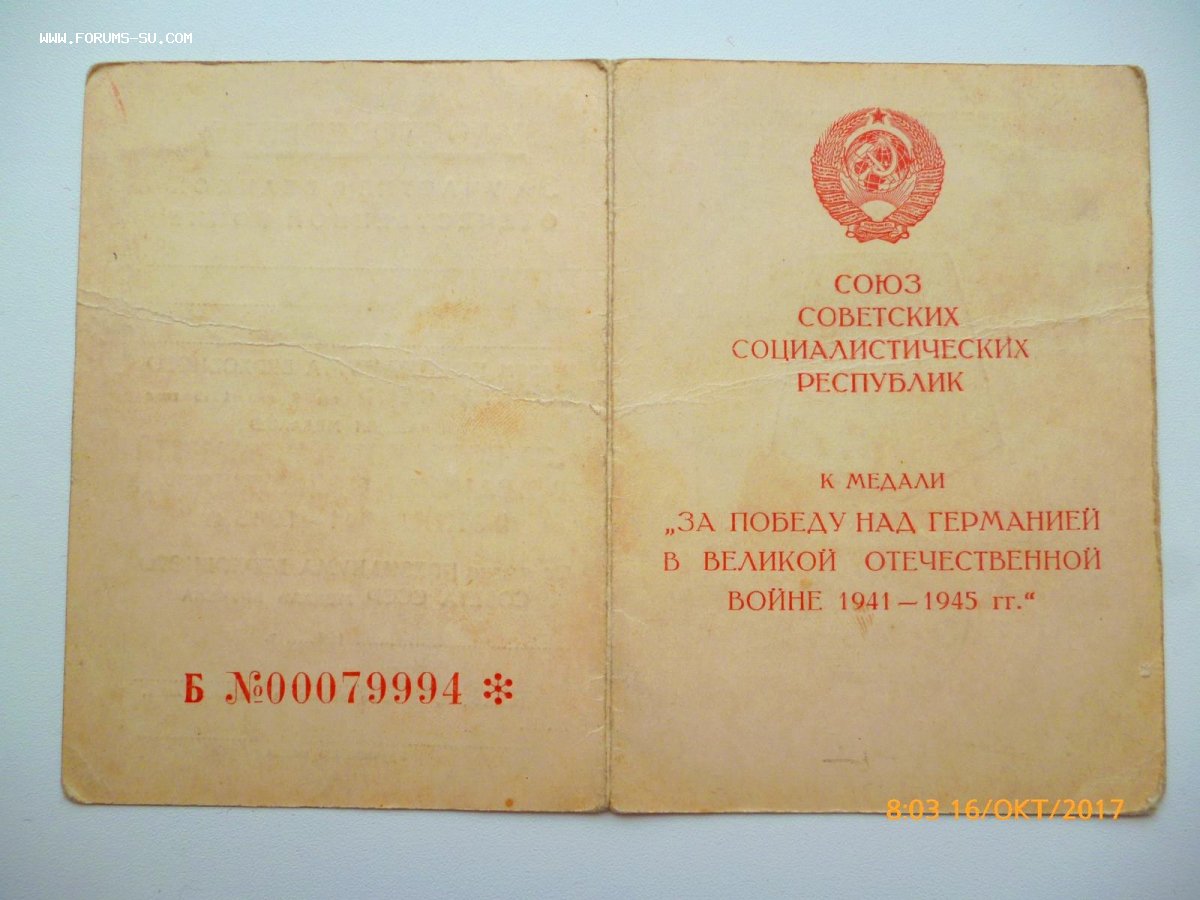 WWW.FORUMS-SU.COM
Б №00079994 *
СОЮЗ
СОВЕТСКИХ
СОЦИАЛИСТИЧЕСКИХ
РЕСПУБЛИК
К МЕДАЛИ
„ЗА ПОБЕДУ НАД ГЕРМАНИЕЙ
В ВЕЛИКОЙ ОТЕЧЕСТВЕННОЙ
ВОЙНЕ 1941 — 1945 гг.“
8:03 16/ОКТ/2017